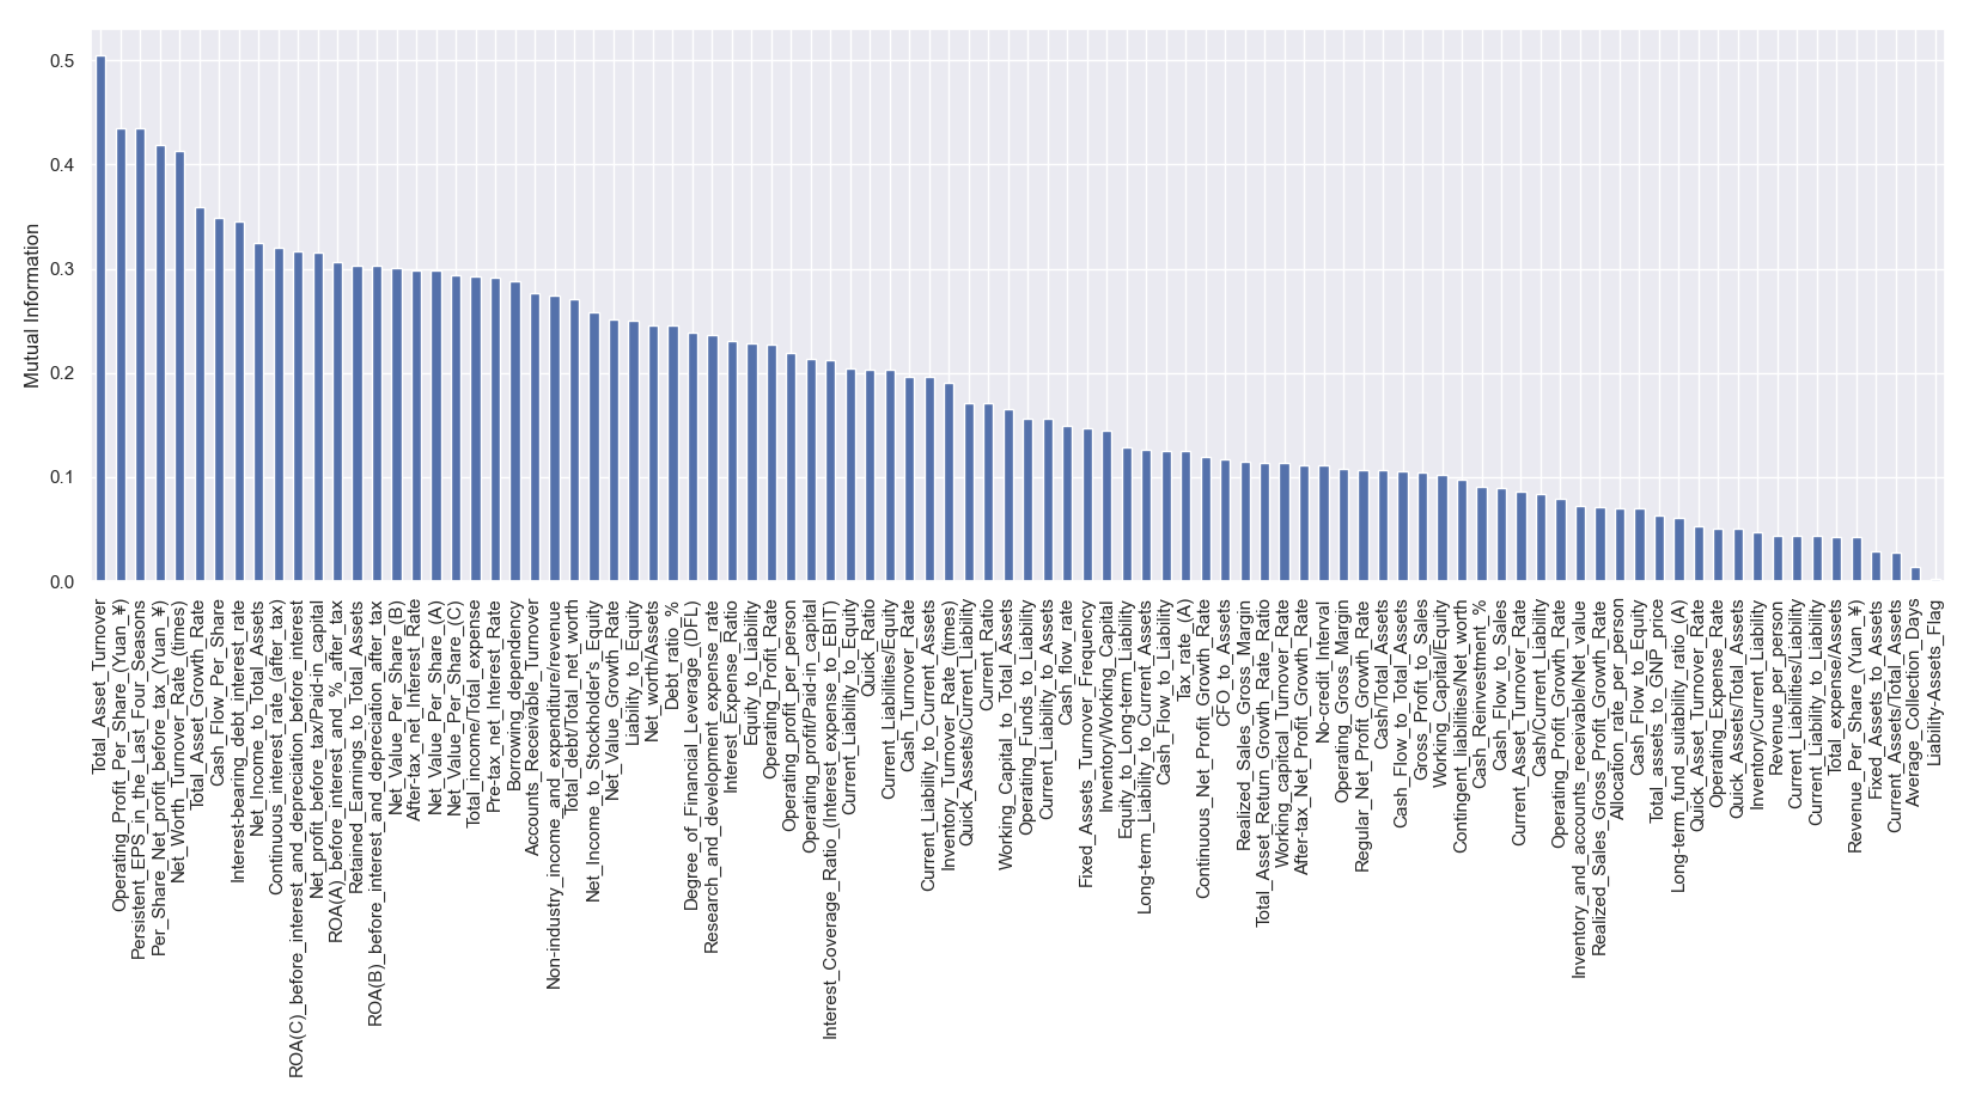 Mutual Information
0.5
0.4
0.3
0.2
0.1
0.0
Total_Asset_Turnover
Operating_Profit_Per_Share_(Yuan_¥)
Persistent_EPS_in_the_Last_Four_Seasons
Per_Share_Net_profit_before_tax_(Yuan_¥)
Net_Worth_Turnover_Rate_(times)
Total_Asset_Growth_Rate
Cash_Flow_Per_Share
Interest-bearing_debt_interest_rate
Net_Income_to_Total_Assets
Continuous_interest_rate_(after_tax)
ROA(C)_before_interest_and_depreciation_before_interest
Net_profit_before_tax/Paid-in_capital
ROA(A)_before_interest_and_%_after_tax
Retained_Earnings_to_Total_Assets
ROA(B)_before_interest_and_depreciation_after_tax
Net_Value_Per_Share_(B)
After-tax_net_Interest_Rate
Net_Value_Per_Share_(A)
Net_Value_Per_Share_(C)
Total_income/Total_expense
Pre-tax_net_Interest_Rate
Borrowing_dependency
Accounts_Receivable_Turnover
Non-industry_income_and_expenditure/revenue
Total_debt/Total_net_worth
Net_Income_to_Stockholder's_Equity
Net_Value_Growth_Rate
Liability_to_Equity
Net_worth/Assets
Debt_ratio_%
Degree_of_Financial_Leverage_(DFL)
Research_and_development_expense_rate
Interest_Expense_Ratio
Equity_to_Liability
Operating_Profit_Rate
Operating_profit_per_person
Operating_profit/Paid-in_capital
Interest_Coverage_Ratio_(Interest_expense_to_EBIT)
Current_Liability_to_Equity
Quick_Ratio
Current_Liabilities/Equity
Cash_Turnover_Rate
Current_Liability_to_Current_Assets
Inventory_Turnover_Rate_(times)
Quick_Assets/Current_Liability
Current_Ratio
Working_Capital_to_Total_Assets
Operating_Funds_to_Liability
Current_Liability_to_Assets
Cash_flow_rate
Fixed_Assets_Turnover_Frequency
Inventory/Working_Capital
Equity_to_Long-term_Liability
Long-term_Liability_to_Current_Assets
Cash_Flow_to_Liability
Tax_rate_(A)
Continuous_Net_Profit_Growth_Rate
CFO_to_Assets
Realized_Sales_Gross_Margin
Total_Asset_Return_Growth_Rate_Ratio
Working_capitcal_Turnover_Rate
After-tax_Net_Profit_Growth_Rate
No-credit_Interval
Operating_Gross_Margin
Regular_Net_Profit_Growth_Rate
Cash/Total_Assets
Cash_Flow_to_Total_Assets
Gross_Profit_to_Sales
Working_Capital/Equity
Contingent_liabilities/Net_worth
Cash_Reinvestment_%
Cash_Flow_to_Sales
Current_Asset_Turnover_Rate
Cash/Current_Liability
Operating_Profit_Growth_Rate
Inventory_and_accounts_receivable/Net_value
Realized_Sales_Gross_Profit_Growth_Rate
Allocation_rate_per_person
Cash_Flow_to_Equity
Total_assets_to_GNP_price
Long-term_fund_suitability_ratio_(A)
Quick_Asset_Turnover_Rate
Operating_Expense_Rate
Quick_Assets/Total_Assets
Inventory/Current_Liability
Revenue_per_person
Current_Liabilities/Liability
Current_Liability_to_Liability
Total_expense/Assets
Revenue_Per_Share_(Yuan_¥)
Fixed_Assets_to_Assets
Current_Assets/Total_Assets
Average_Collection_Days
Liability-Assets_Flag